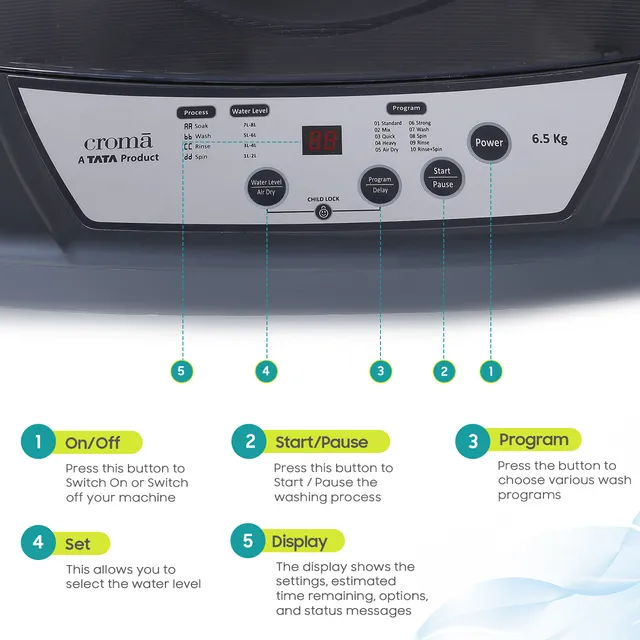 Process
Water Level
Program
AA Soak
7L-8L
bb Wash
5L-6L
CC Rinse
3L-4L
dd Spin
1L-2L
01 Standard 06 Strong
02 Mix 07 Wash
03 Quick 08 Spin
04 Heavy 09 Rinse
05 Air Dry 10 Rinse+Spin
cromā
A TATA Product
Power
6.5 Kg
Water Level
Air Dry
Program
Delay
Start
Pause
CHILD LOCK
5
4
3
2
1
1 On/Off
Press this button to
Switch On or Switch
off your machine
2 Start/Pause
Press this button to
Start / Pause the
washing process
3 Program
Press the button to
choose various wash
programs
4 Set
This allows you to
select the water level
5 Display
The display shows the
settings, estimated
time remaining, options,
and status messages